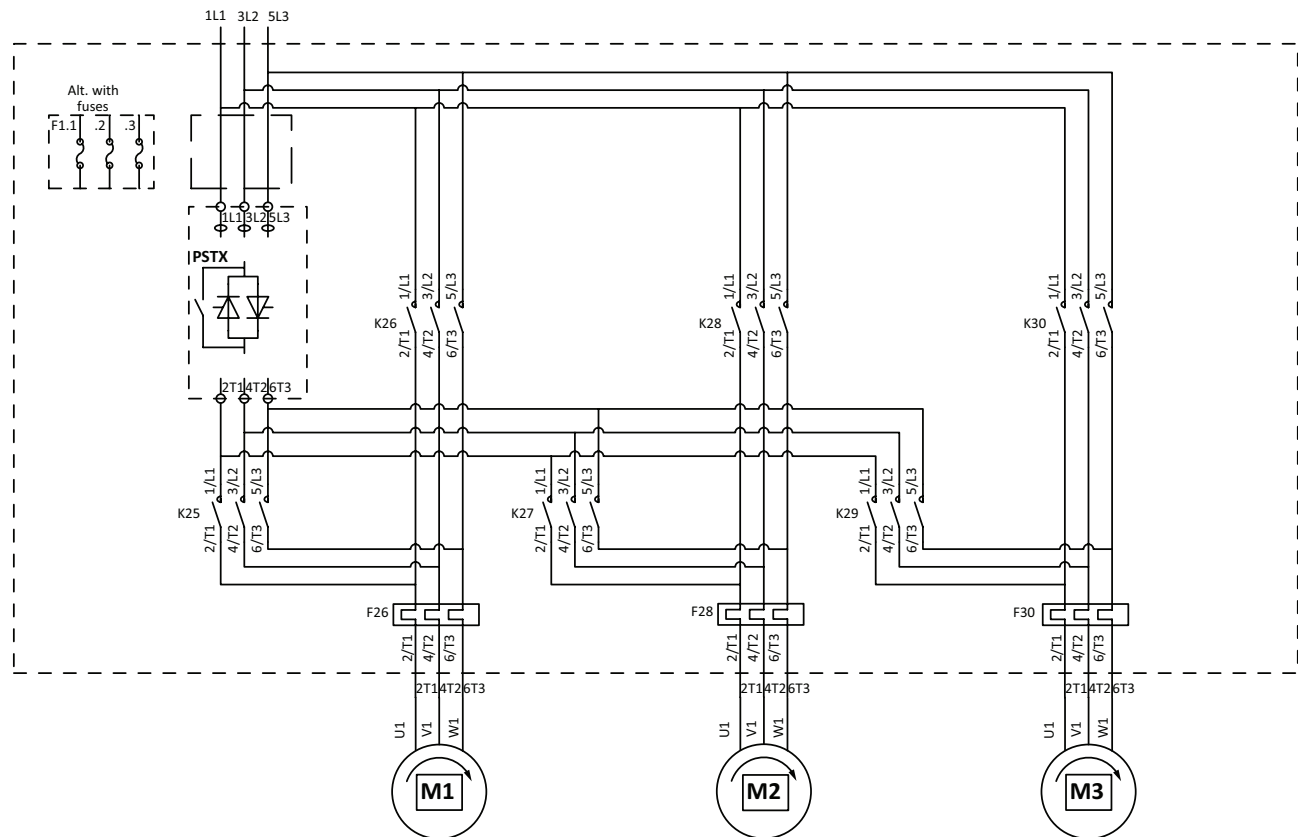 1L1 3L2 5L3
Alt. with
fuses
F1.1 .2 .3
1L1 3L2 5L3
PSTX
1/L1 3/L2 5/L3
K26
2/T1 4/T2 6/T3
1/L1 3/L2 5/L3
K28
2/T1 4/T2 6/T3
1/L1 3/L2 5/L3
K30
2/T1 4/T2 6/T3
2T1 4T2 6T3
1/L1 3/L2 5/L3
K25
2/T1 4/T2 6/T3
1/L1 3/L2 5/L3
K27
2/T1 4/T2 6/T3
1/L1 3/L2 5/L3
K29
2/T1 4/T2 6/T3
F26
2/T1 4/T2 6/T3
F28
2/T1 4/T2 6/T3
F30
2/T1 4/T2 6/T3
2T1 4T2 6T3
2T1 4T2 6T3
2T1 4T2 6T3
U1 V1 W1
U1 V1 W1
U1 V1 W1
M1
M2
M3